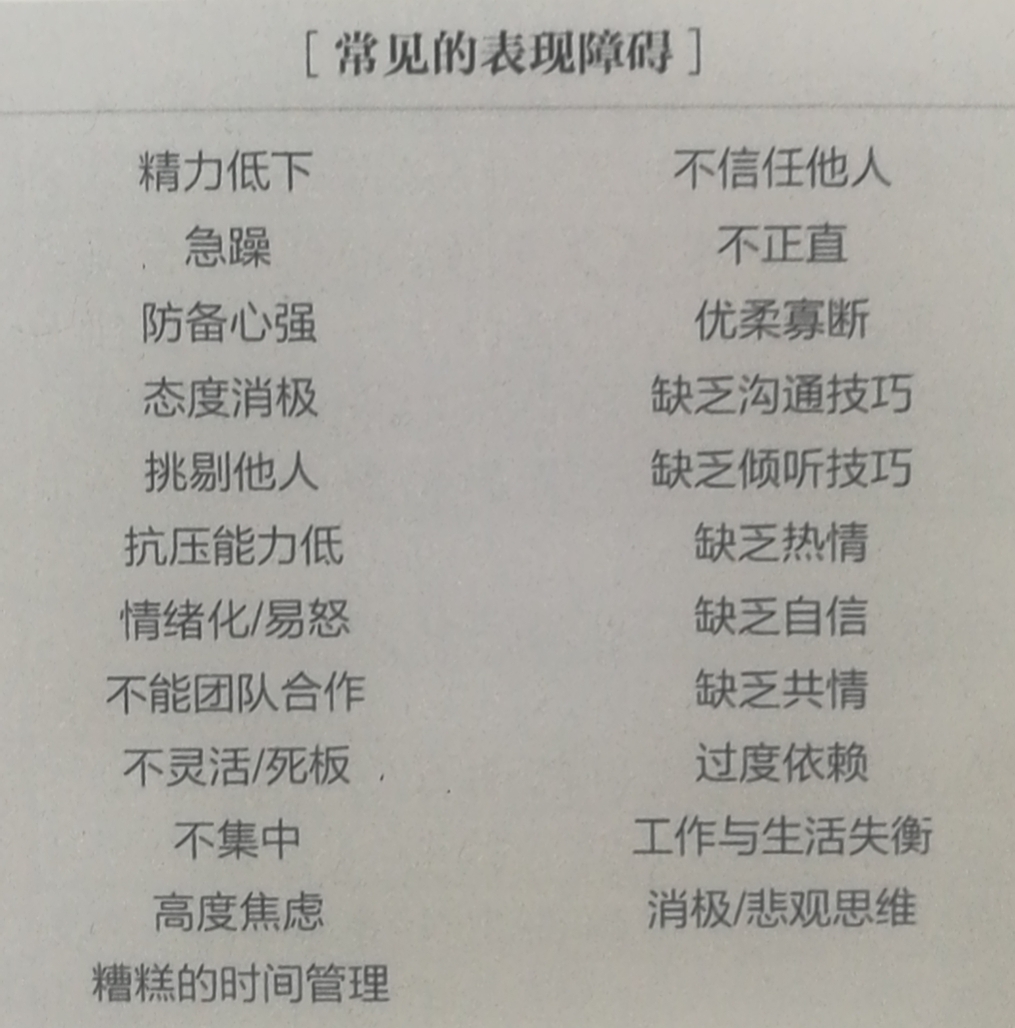 [ 常见的表现障碍 ]
精力低下 不信任他人
急躁 不正直
防备心强 优柔寡断
态度消极 缺乏沟通技巧
挑剔他人 缺乏倾听技巧
抗压能力低 缺乏热情
情绪化/易怒 缺乏自信
不能团队合作 缺乏共情
不灵活/死板 过度依赖
不集中 工作与生活失衡
高度焦虑 消极/悲观思维
糟糕的时间管理